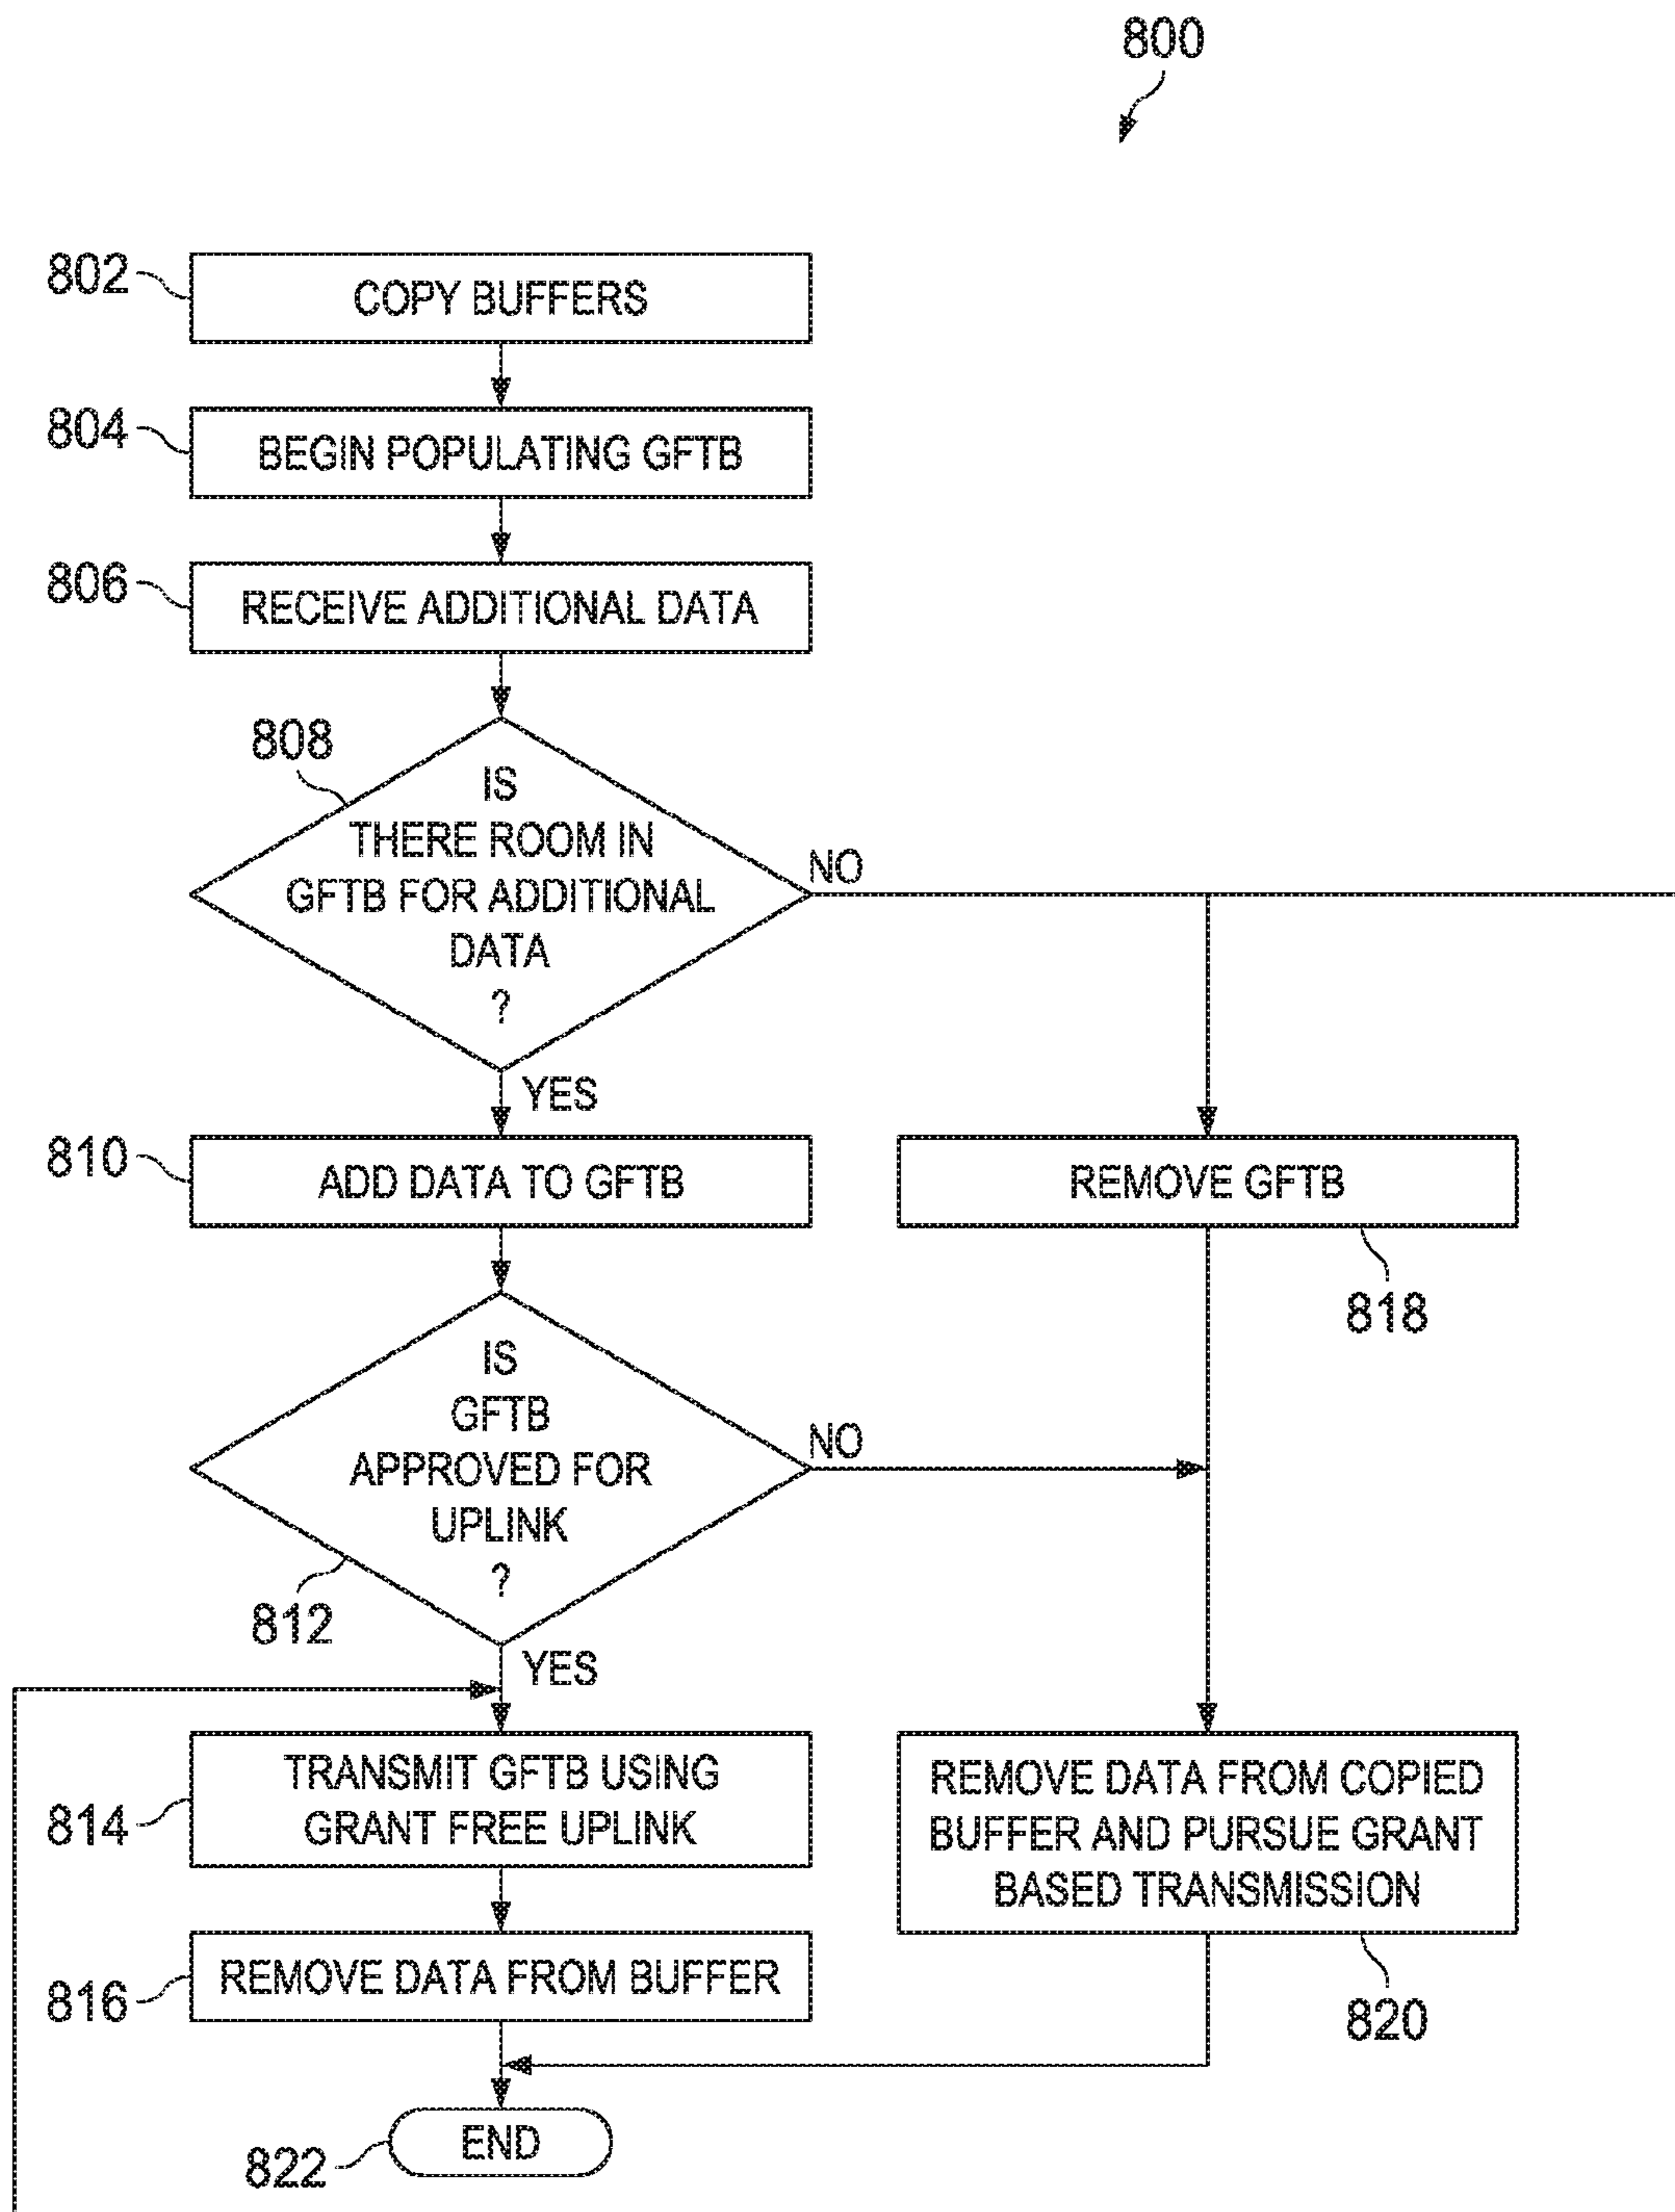 800
802
COPY BUFFERS
804
BEGIN POPULATING GFTB
806
RECEIVE ADDITIONAL DATA
808
IS
THERE ROOM IN
GFTB FOR ADDITIONAL
DATA
?
NO
YES
810
ADD DATA TO GFTB
REMOVE GFTB
818
IS
GFTB
APPROVED FOR
UPLINK
?
NO
812
YES
814
TRANSMIT GFTB USING
GRANT FREE UPLINK
REMOVE DATA FROM COPIED
BUFFER AND PURSUE GRANT
BASED TRANSMISSION
820
816
REMOVE DATA FROM BUFFER
822
END